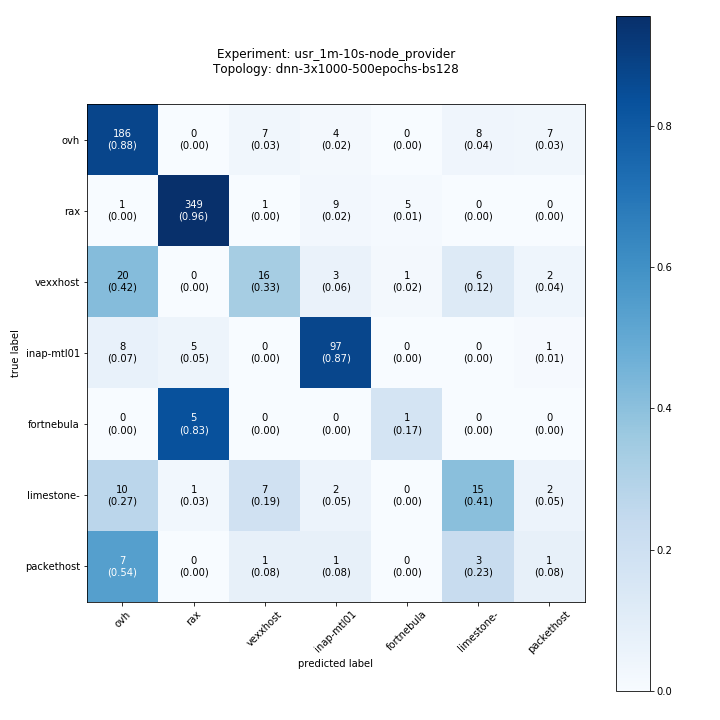 Experiment: usr_1m-10s-node_provider
Topology: dnn-3x1000-500epochs-bs128
true label
ovh
186 0 7 4 0 8 7
(0.88) (0.00) (0.03) (0.02) (0.00) (0.04) (0.03)
rax
1 349 1 9 5 0 0
(0.00) (0.96) (0.00) (0.02) (0.01) (0.00) (0.00)
vexxhost
20 0 16 3 1 6 2
(0.42) (0.00) (0.33) (0.06) (0.02) (0.12) (0.04)
inap-mtl01
8 5 0 97 0 0 1
(0.07) (0.05) (0.00) (0.87) (0.00) (0.00) (0.01)
fortnebula
0 5 0 0 1 0 0
(0.00) (0.83) (0.00) (0.00) (0.17) (0.00) (0.00)
limestone-
10 1 7 2 0 15 2
(0.27) (0.03) (0.19) (0.05) (0.00) (0.41) (0.05)
packethost
7 0 1 1 0 3 1
(0.54) (0.00) (0.08) (0.08) (0.00) (0.23) (0.08)
ovh rax vexxhost inap-mtl01 fortnebula limestone- packethost
predicted label
0.8
0.6
0.4
0.2
0.0